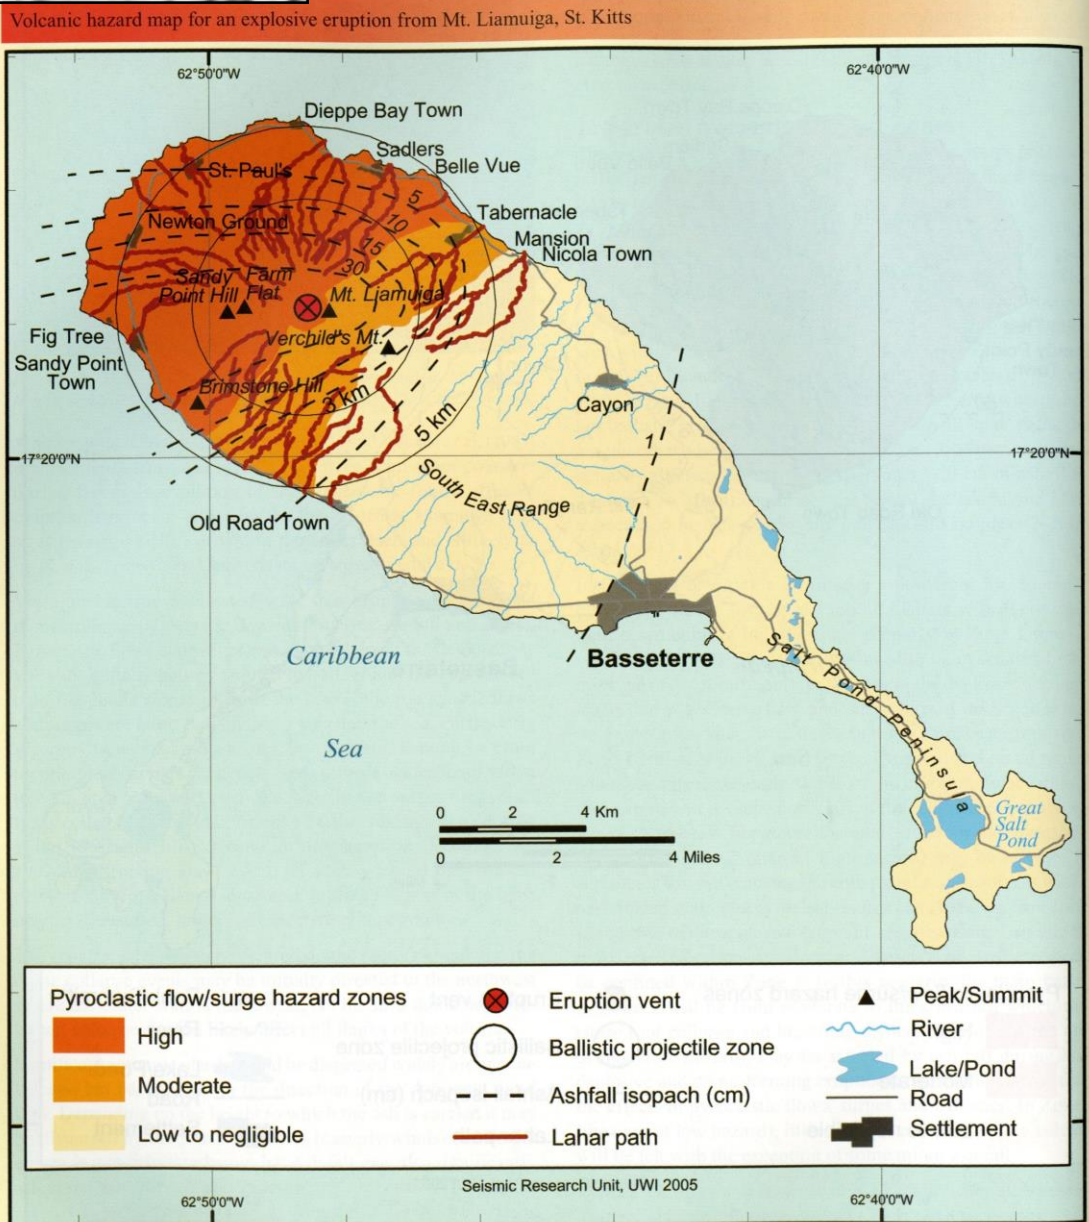 Volcanic hazard map for an explosive eruption from Mt. Liamuiga, St. Kitts
62°50'0"W
62°40'0"W
Dieppe Bay Town
Sadlers
St. Paul's
Belle Vue
5
Tabernacle
Newton Ground
10
Mansion
15
Nicola Town
30
Sandy
Point Hill
Farm
Flat
Mt. Liamuiga
Fig Tree
Verchild's Mt.
Sandy Point
Town
Brimstone Hill
3 km
5 km
Cayon
1
17°20'0"N
17°20'0"N
South East Range
Old Road Town
Caribbean
Sea
Basseterre
Salt Pond Peninsula
Great
Salt
Pond
0 2 4 Km
0 2 4 Miles
Pyroclastic flow/surge hazard zones
High
Moderate
Low to negligible
Eruption vent
Ballistic projectile zone
Ashfall isopach (cm)
Lahar path
Peak/Summit
River
Lake/Pond
Road
Settlement
Seismic Research Unit, UWI 2005
62°50'0"W
62°40'0"W